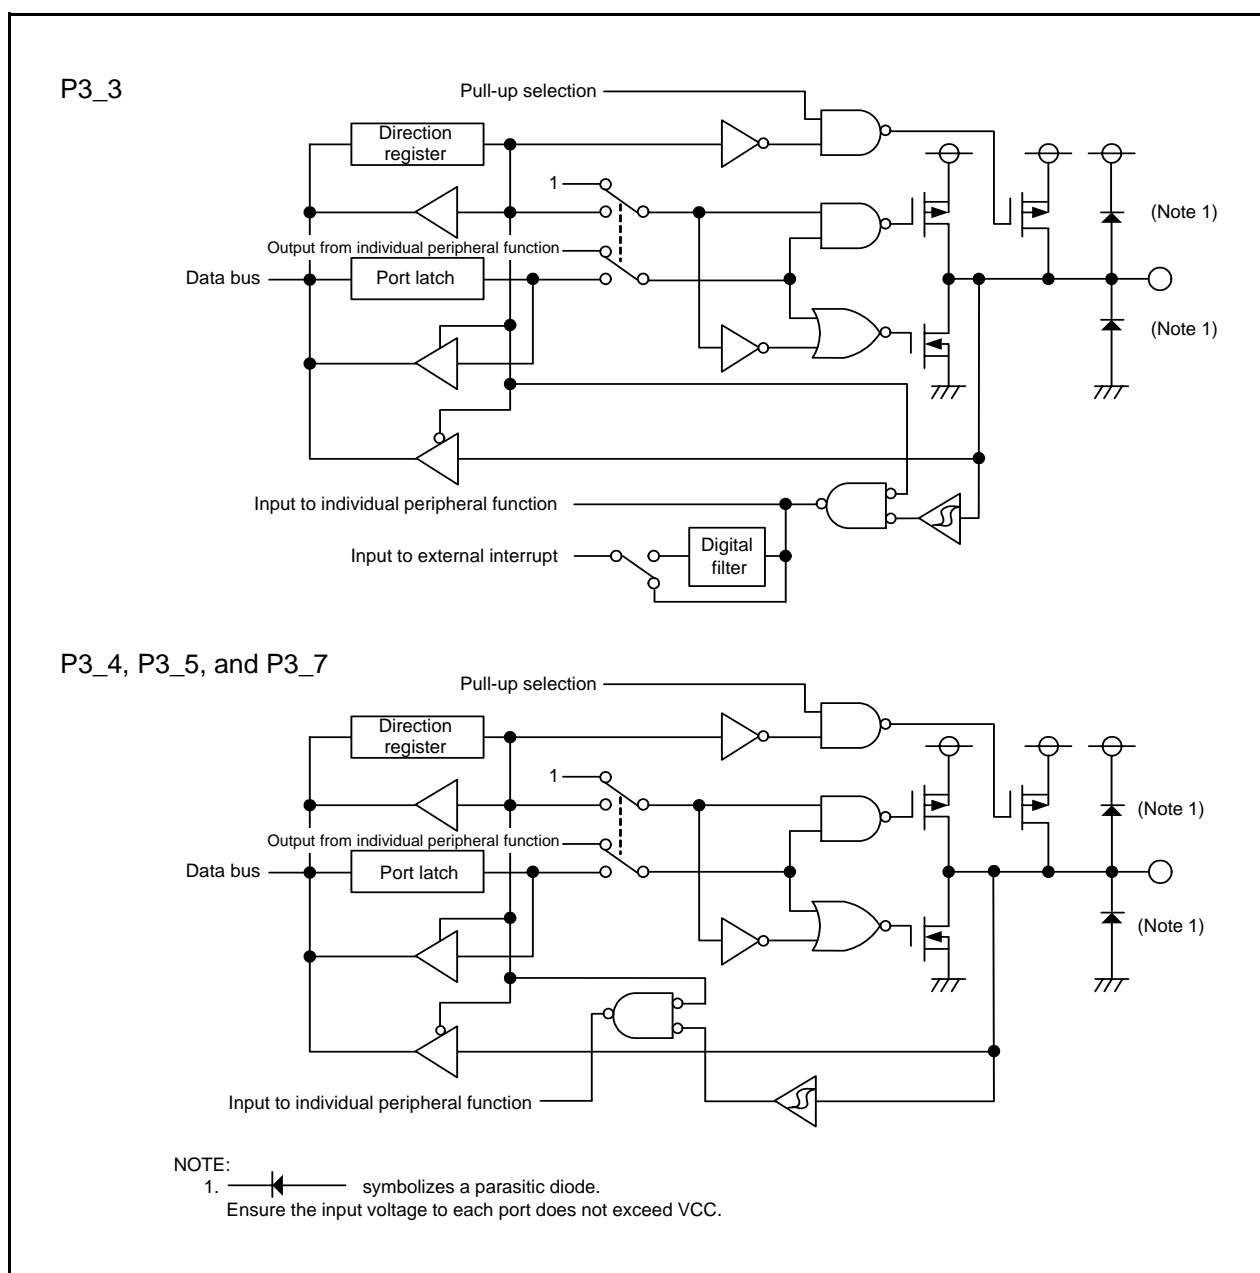 P3_3
Pull-up selection
Direction
register
1
(Note 1)
Output from individual peripheral function
Data bus
Port latch
(Note 1)
Input to individual peripheral function
Input to external interrupt
Digital
filter
P3_4, P3_5, and P3_7
Pull-up selection
Direction
register
1
(Note 1)
Output from individual peripheral function
Data bus
Port latch
(Note 1)
Input to individual peripheral function
NOTE:
1. symbolizes a parasitic diode.
Ensure the input voltage to each port does not exceed VCC.